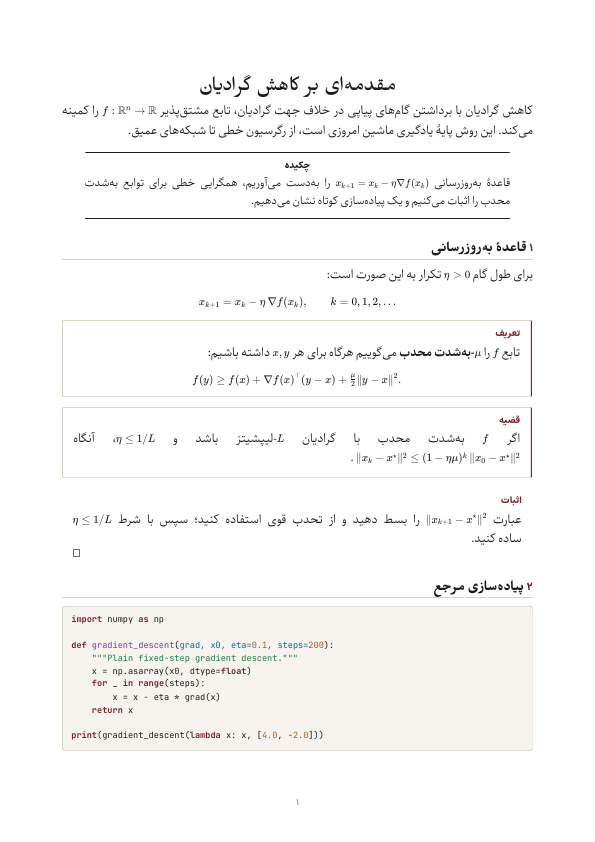 مقدمه‌ای بر کاهش گرادیان
کاهش گرادیان با برداشتن گام‌های پیاپی در خلاف جهت گرادیان، تابع مشتق‌پذیر f : ℝⁿ → ℝ را کمینه
می‌کند. این روش پایهٔ یادگیری ماشین امروزی است، از رگرسیون خطی تا شبکه‌های عمیق.
چکیده
قاعدهٔ به‌روزرسانی xₖ₊₁ = xₖ − η∇f(xₖ) را به‌دست می‌آوریم، همگرایی خطی برای توابع به‌شدت
محدب را اثبات می‌کنیم و یک پیاده‌سازی کوتاه نشان می‌دهیم.
۱ قاعدهٔ به‌روزرسانی
برای طول گام η > 0 تکرار به این صورت است:
xₖ₊₁ = xₖ − η ∇f(xₖ), k = 0, 1, 2, . . .
تعریف
تابع f را μ-به‌شدت محدب می‌گوییم هرگاه برای هر x, y داشته باشیم:
f(y) ≥ f(x) + ∇f(x)⊤(y − x) + μ/2 ‖y − x‖².
قضیه
اگر f به‌شدت محدب با گرادیان L-لیپشیتز باشد و η ≤ 1/L، آنگاه
‖xₖ − x⋆‖² ≤ (1 − ημ)ᵏ ‖x₀ − x⋆‖² .
اثبات
عبارت ‖xₖ₊₁ − x⋆‖² را بسط دهید و از تحدب قوی استفاده کنید؛ سپس با شرط η ≤ 1/L
ساده کنید.
□
۲ پیاده‌سازی مرجع
import numpy as np
def gradient_descent(grad, x0, eta=0.1, steps=200):
    """Plain fixed-step gradient descent."""
    x = np.asarray(x0, dtype=float)
    for _ in range(steps):
        x = x - eta * grad(x)
    return x
print(gradient_descent(lambda x: x, [4.0, -2.0]))
۱